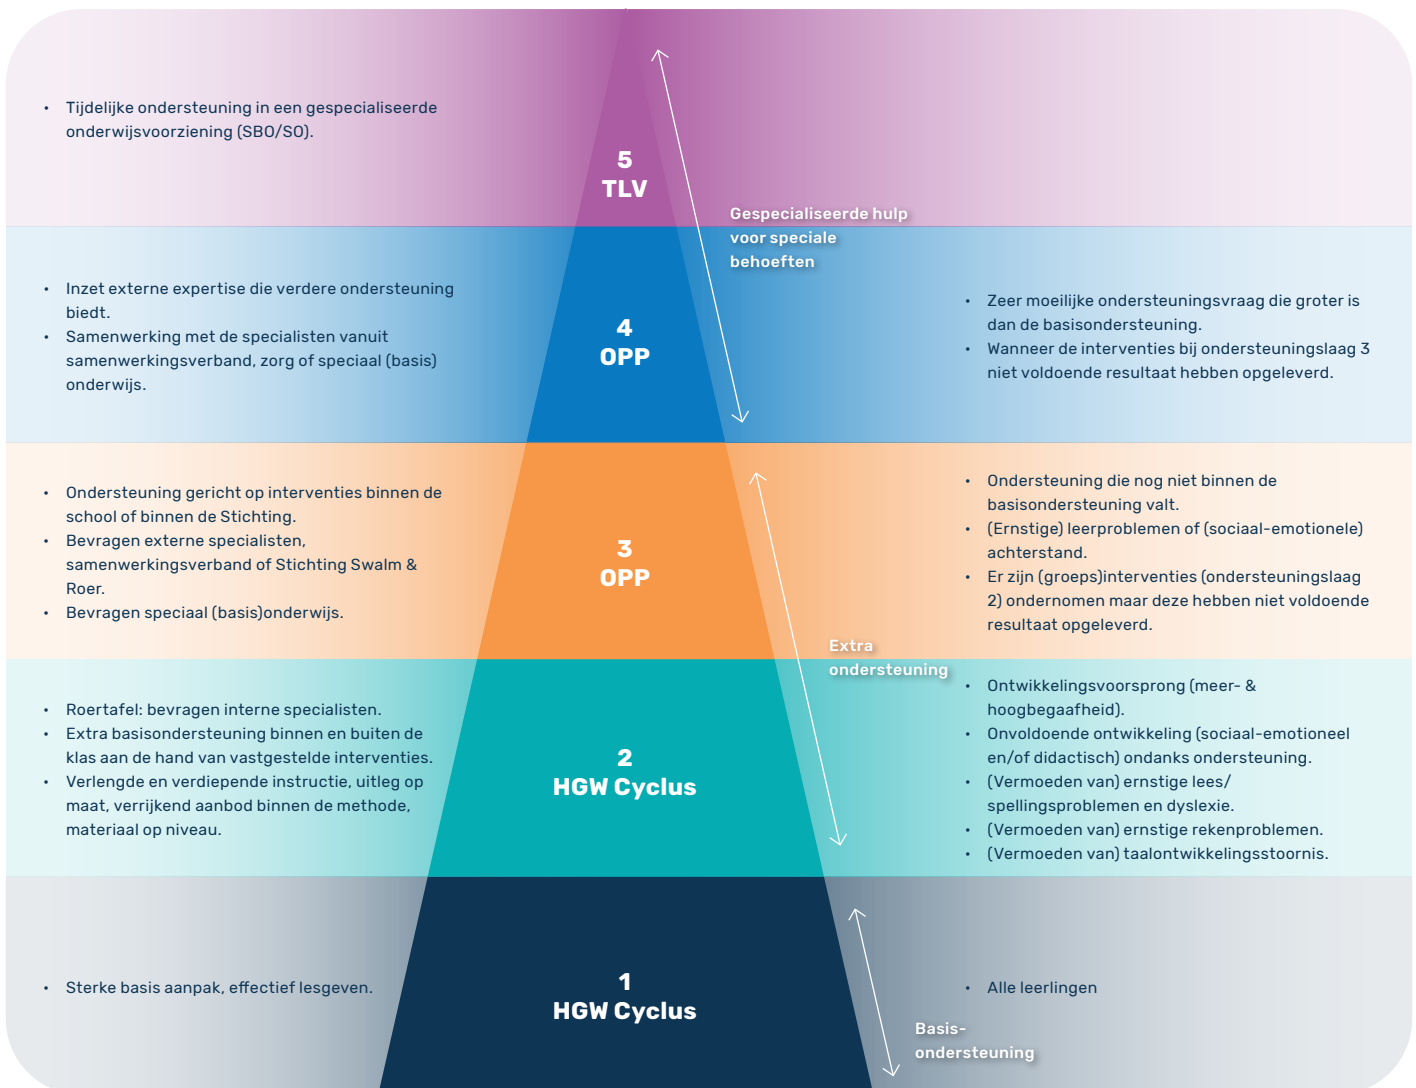 • Tijdelijke ondersteuning in een gespecialiseerde
onderwijsvoorziening (SBO/SO).
5
TLV
Gespecialiseerde hulp
voor speciale
behoeften
• Inzet externe expertise die verdere ondersteuning
biedt.
• Samenwerking met de specialisten vanuit
samenwerkingsverband, zorg of speciaal (basis)
onderwijs.
4
OPP
• Zeer moeilijke ondersteuningsvraag die groter is
dan de basisondersteuning.
• Wanneer de interventies bij ondersteuningslaag 3
niet voldoende resultaat hebben opgeleverd.
• Ondersteuning gericht op interventies binnen de
school of binnen de Stichting.
• Bevragen externe specialisten,
samenwerkingsverband of Stichting Swalm &
Roer.
• Bevragen speciaal (basis)onderwijs.
3
OPP
• Ondersteuning die nog niet binnen de
basisondersteuning valt.
• (Ernstige) leerproblemen of (sociaal-emotionele)
achterstand.
• Er zijn (groeps)interventies (ondersteuningslaag
2) ondernomen maar deze hebben niet voldoende
resultaat opgeleverd.
Extra
ondersteuning
• Roertafel: bevragen interne specialisten.
• Extra basisondersteuning binnen en buiten de
klas aan de hand van vastgestelde interventies.
• Verlengde en verdiepende instructie, uitleg op
maat, verrijkend aanbod binnen de methode,
materiaal op niveau.
2
HGW Cyclus
• Ontwikkelingsvoorsprong (meer- &
hoogbegaafheid).
• Onvoldoende ontwikkeling (sociaal-emotioneel
en/of didactisch) ondanks ondersteuning.
• (Vermoeden van) ernstige lees/
spellingsproblemen en dyslexie.
• (Vermoeden van) ernstige rekenproblemen.
• (Vermoeden van) taalontwikkelingsstoornis.
• Sterke basis aanpak, effectief lesgeven.
1
HGW Cyclus
• Alle leerlingen
Basis-
ondersteuning